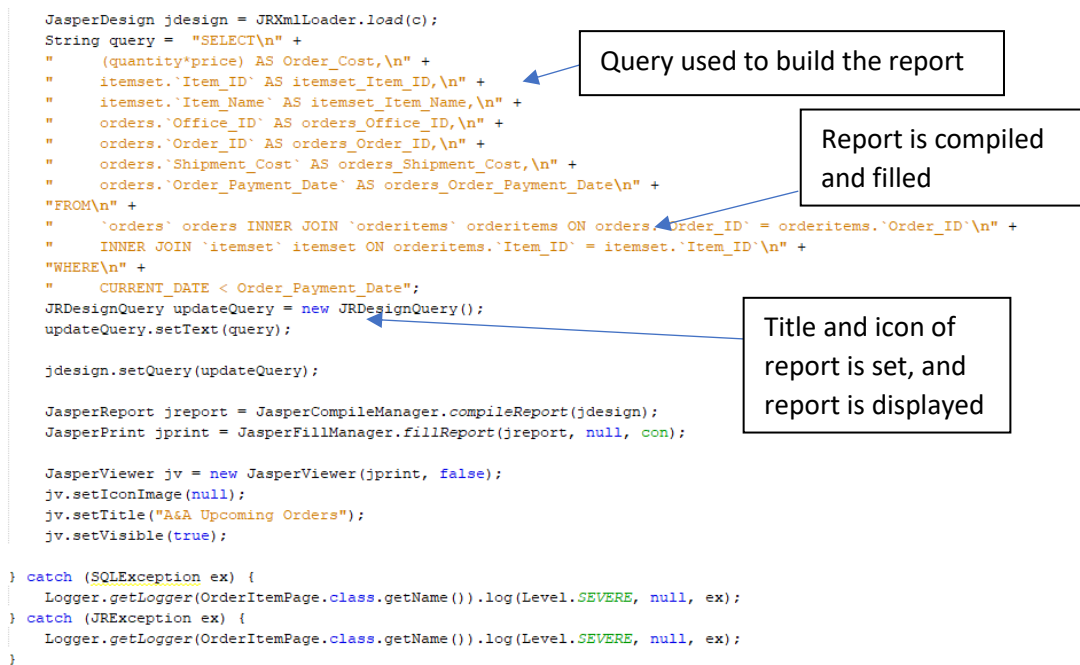 JasperDesign jdesign = JRXmlLoader.load(c);
String query =  "SELECT\n" +
"      (quantity*price) AS Order_Cost,\n" +
"      itemset.`Item_ID` AS itemset_Item_ID,\n" +
"      itemset.`Item_Name` AS itemset_Item_Name,\n" +
"      orders.`Office_ID` AS orders_Office_ID,\n" +
"      orders.`Order_ID` AS orders_Order_ID,\n" +
"      orders.`Shipment_Cost` AS orders_Shipment_Cost,\n" +
"      orders.`Order_Payment_Date` AS orders_Order_Payment_Date\n" +
"FROM\n" +
"      `orders` orders INNER JOIN `orderitems` orderitems ON orders.`Order_ID` = orderitems.`Order_ID`\n" +
"      INNER JOIN `itemset` itemset ON orderitems.`Item_ID` = itemset.`Item_ID`\n" +
"WHERE\n" +
"      CURRENT_DATE < Order_Payment_Date";
JRDesignQuery updateQuery = new JRDesignQuery();
updateQuery.setText(query);
jdesign.setQuery(updateQuery);
JasperReport jreport = JasperCompileManager.compileReport(jdesign);
JasperPrint jprint = JasperFillManager.fillReport(jreport, null, con);
JasperViewer jv = new JasperViewer(jprint, false);
jv.setIconImage(null);
jv.setTitle("A&A Upcoming Orders");
jv.setVisible(true);
} catch (SQLException ex) {
Logger.getLogger(OrderItemPage.class.getName()).log(Level.SEVERE, null, ex);
} catch (JRException ex) {
Logger.getLogger(OrderItemPage.class.getName()).log(Level.SEVERE, null, ex);
}
Query used to build the report
Report is compiled
and filled
Title and icon of
report is set, and
report is displayed